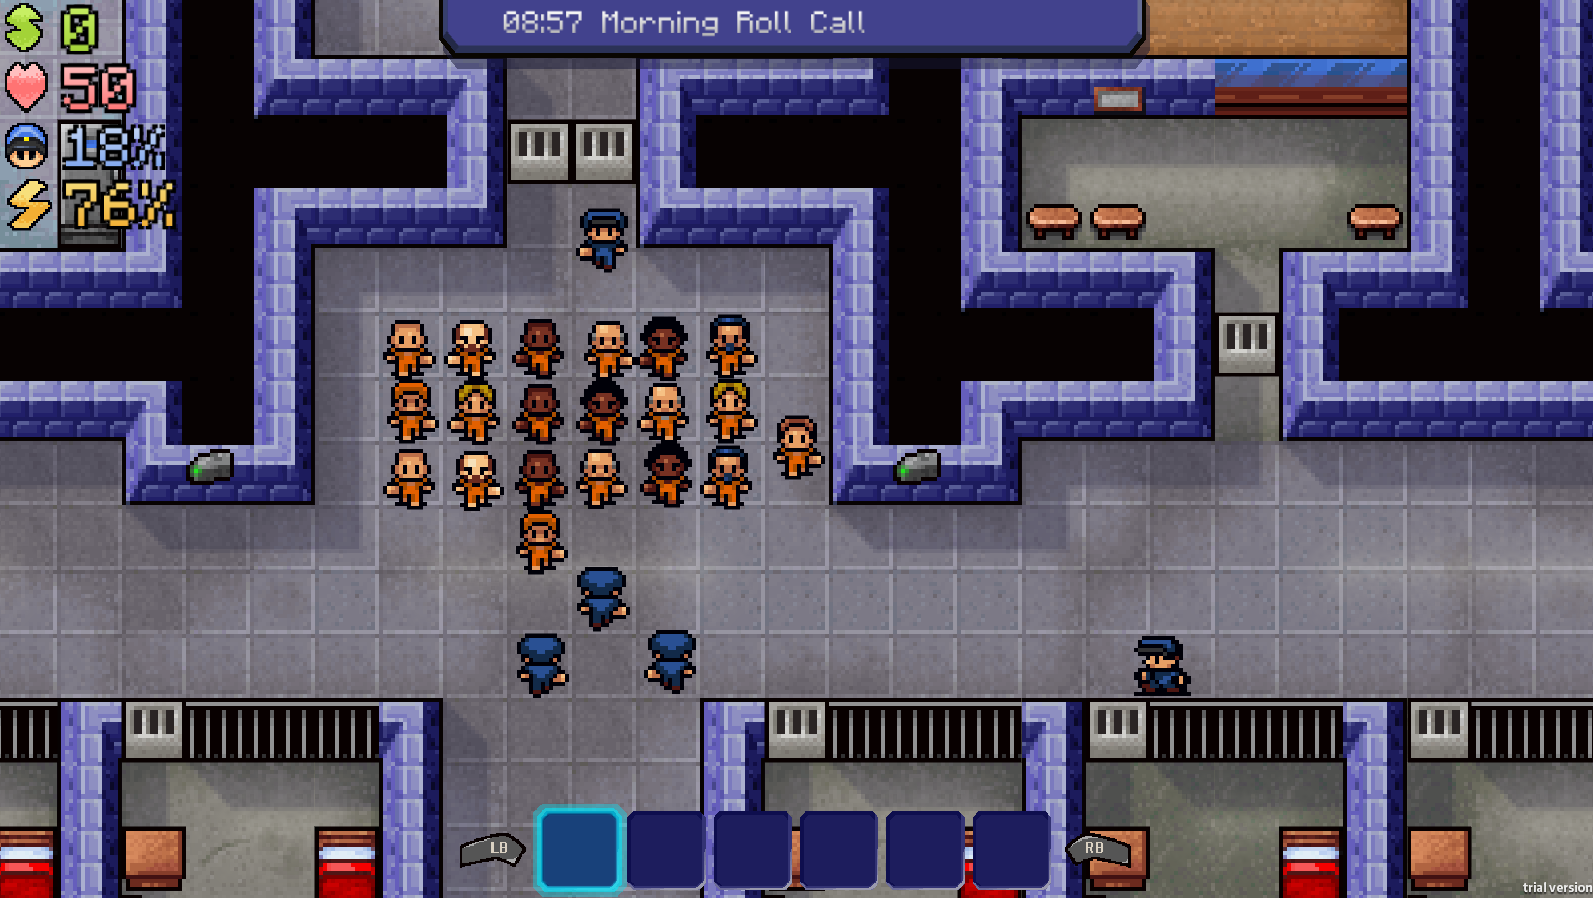 0
08:57 Morning Roll Call
50
18%
76%
LB
RB
trial version